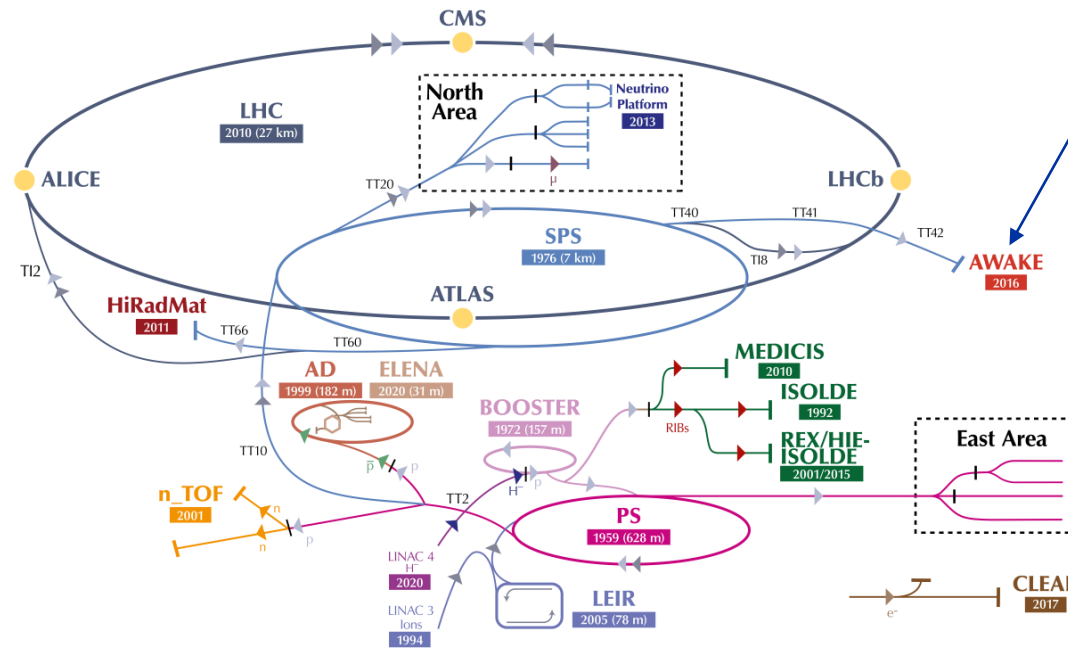 CMS
North
Area
Neutrino
Platform
2013
LHC
2010 (27 km)
ALICE
TT20
μ
LHCb
TT40
TT41
TT42
SPS
1976 (7 km)
TI8
AWAKE
2016
TI2
ATLAS
HiRadMat
2011
TT66
TT60
MEDICIS
2010
AD
1999 (182 m)
ELENA
2020 (31 m)
BOOSTER
1972 (157 m)
ISOLDE
1992
RIBs
REX/HIE-
ISOLDE
2001/2015
East Area
TT10
p̅
p
H⁻
p
TT2
n_TOF
2001
n
n
p
PS
1959 (628 m)
LINAC 4
H⁻
2020
LINAC 3
Ions
1994
LEIR
2005 (78 m)
e⁻
2017